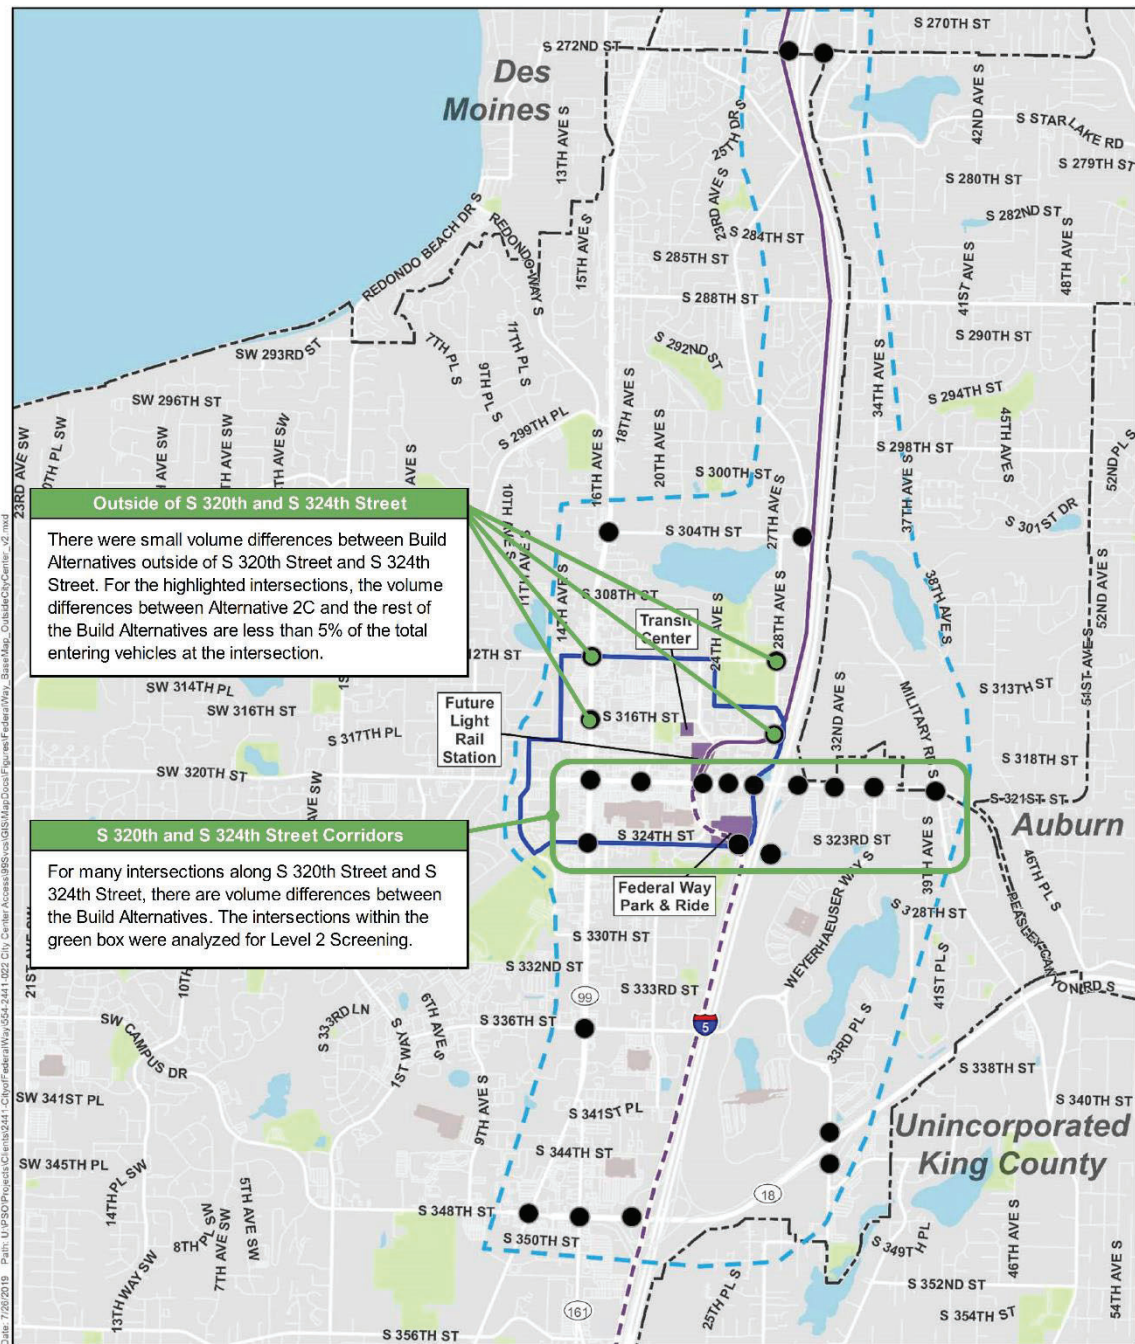 S 270TH ST
S 272ND ST
Des
Moines
13TH AVE S
25TH DR S
42ND AVE S
S STAR LAKE RD
S 279TH ST
S 280TH ST
23RD AVE S
S 282ND ST
REDONDO BEACH DR S
REDONDO WAY S
15TH AVE S
S 284TH ST
S 285TH ST
41ST AVE S
48TH AVE S
S 288TH ST
S 290TH ST
SW 293RD ST
7TH PL S
11TH PL S
9TH PL S
S 292ND ST
34TH AVE S
S 294TH ST
SW 296TH ST
18TH AVE S
20TH AVE S
45TH AVE S
S 299TH PL
S 298TH ST
23RD AVE SW
16TH AVE S
S 300TH ST
27TH AVE S
37TH AVE S
52ND PL S
S 301ST DR
Outside of S 320th and S 324th Street
There were small volume differences between Build
Alternatives outside of S 320th Street and S 324th
Street. For the highlighted intersections, the volume
differences between Alternative 2C and the rest of
the Build Alternatives are less than 5% of the total
entering vehicles at the intersection.
10TH AVE S
11TH AVE S
14TH AVE S
S 304TH ST
S 308TH ST
Transit
Center
24TH AVE S
28TH AVE S
38TH AVE S
52ND AVE S
12TH ST
SW 314TH PL
SW 316TH ST
S 316TH ST
S 317TH PL
32ND AVE S
MILITARY RD S
S 313TH ST
51ST AVE S
Future
Light
Rail
Station
S 318TH ST
SW 320TH ST
S 321ST ST
Auburn
S 320th and S 324th Street Corridors
For many intersections along S 320th Street and S
324th Street, there are volume differences between
the Build Alternatives. The intersections within the
green box were analyzed for Level 2 Screening.
S 324TH ST
S 323RD ST
39TH AVE S
46TH PL S
Federal Way
Park & Ride
WEYERHAEUSER WAY S
S 328TH ST
PEASLEY CANYON RD S
S 330TH ST
S 332ND ST
S 333RD ST
41ST PL S
21ST AVE SW
99
S 336TH ST
5
S 333RD LN
6TH AVE S
1ST WAY S
33RD PL S
SW CAMPUS DR
S 338TH ST
SW 341ST PL
9TH AVE S
S 341ST PL
S 340TH ST
Unincorporated
King County
SW 345TH PL
14TH PL SW
S 344TH ST
18
S 348TH ST
5TH AVE SW
8TH PL SW
7TH AVE SW
13TH WAY SW
S 350TH ST
S 349TH PL
46TH AVE S
25TH PL S
S 352ND ST
54TH AVE S
S 354TH ST
161
S 356TH ST
Date: 7/26/2019